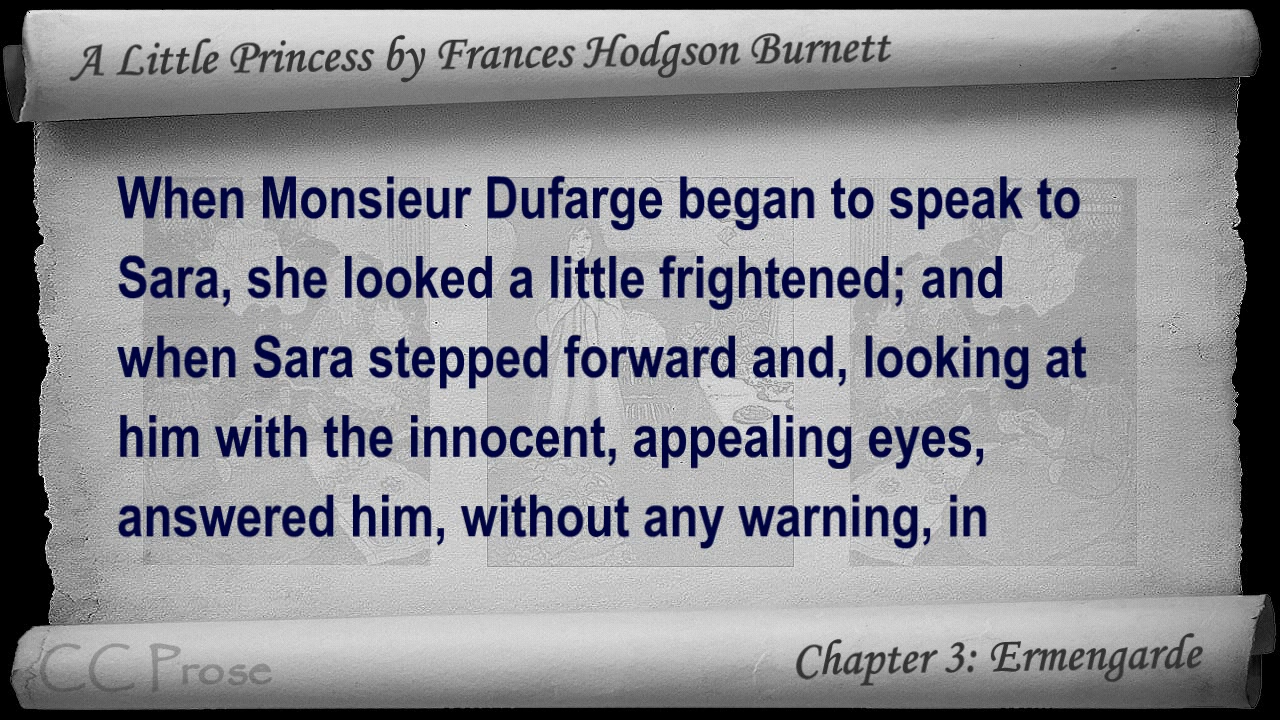 A Little Princess by Frances Hodgson Burnett
When Monsieur Dufarge began to speak to
Sara, she looked a little frightened; and
when Sara stepped forward and, looking at
him with the innocent, appealing eyes,
answered him, without any warning, in
CC Prose
Chapter 3: Ermengarde